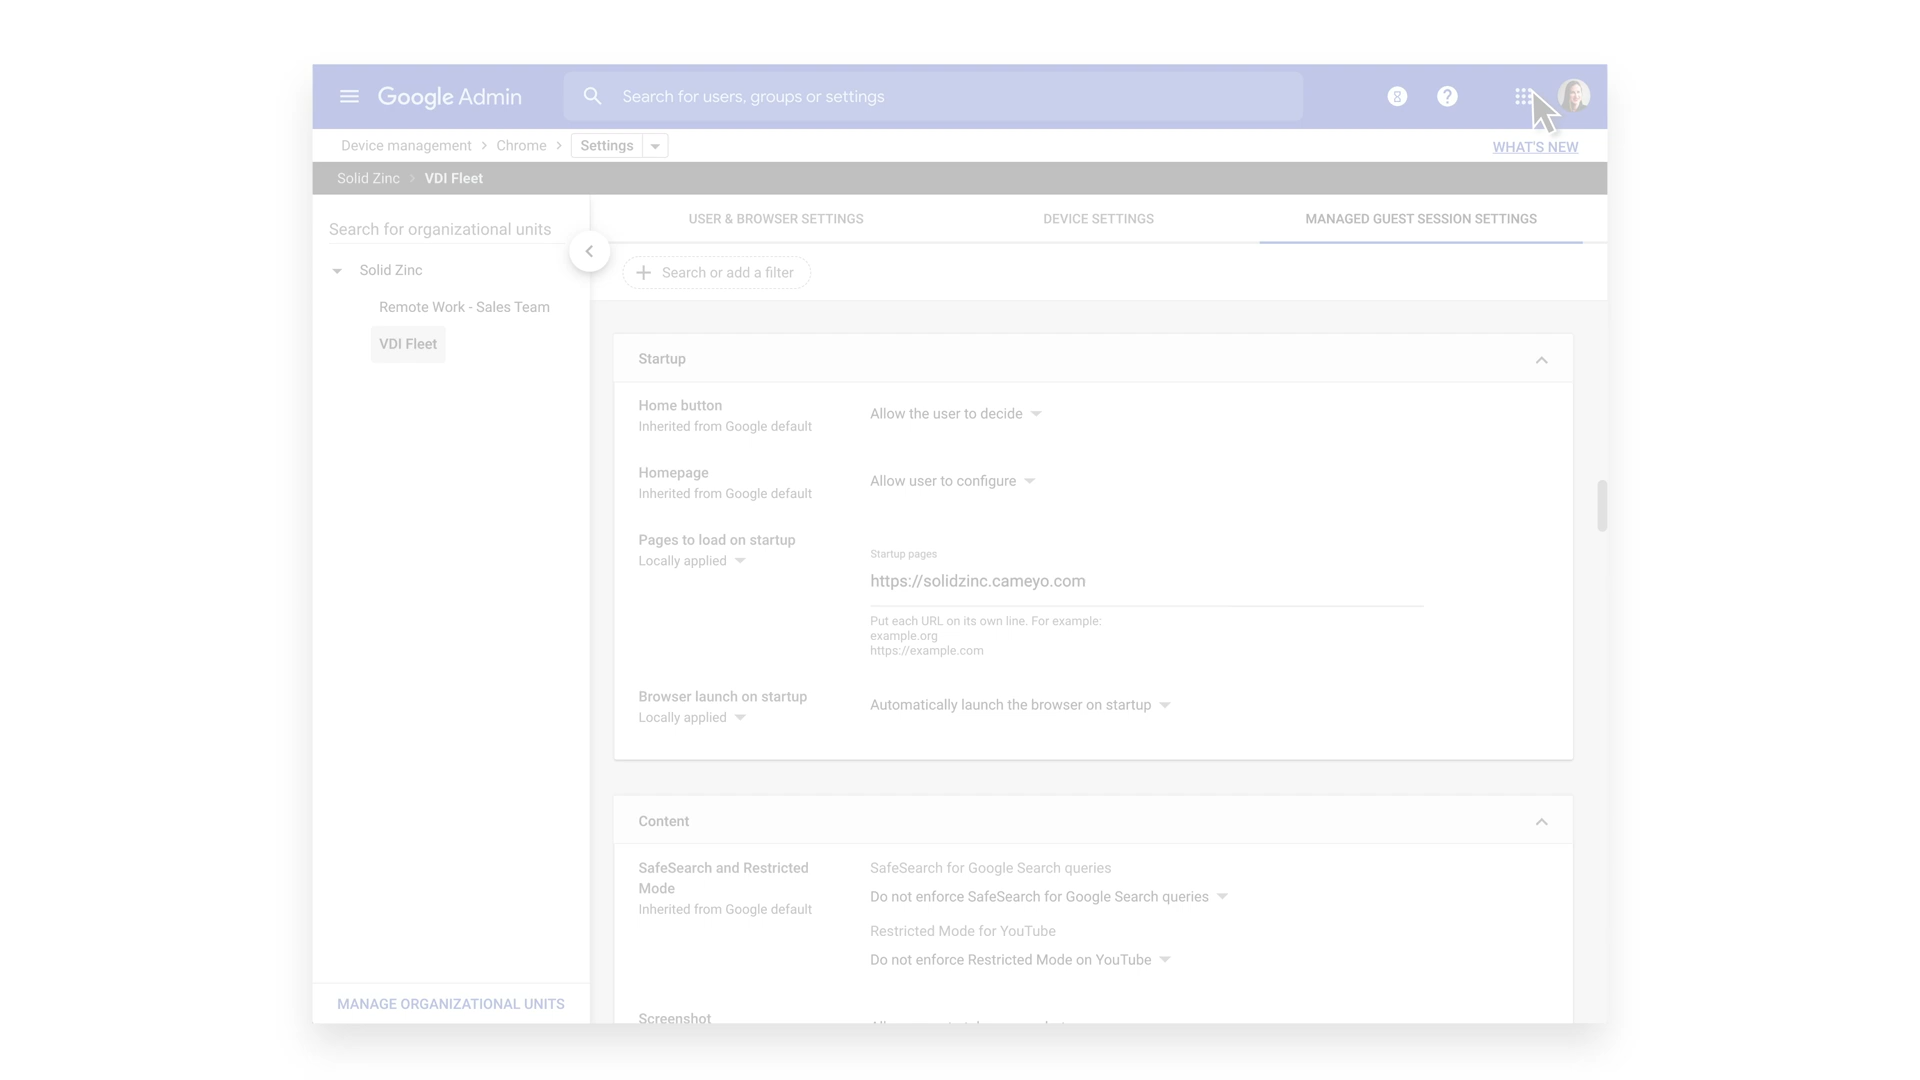 Google Admin
Search for users, groups or settings
Device management > Chrome > Settings
WHAT'S NEW
Solid Zinc > VDI Fleet
Search for organizational units
Solid Zinc
Remote Work - Sales Team
VDI Fleet
MANAGE ORGANIZATIONAL UNITS
USER & BROWSER SETTINGS
DEVICE SETTINGS
MANAGED GUEST SESSION SETTINGS
Search or add a filter
Startup
Home button
Inherited from Google default
Allow the user to decide
Homepage
Inherited from Google default
Allow user to configure
Pages to load on startup
Locally applied
Startup pages
https://solidzinc.cameyo.com
Put each URL on its own line. For example:
example.org
https://example.com
Browser launch on startup
Locally applied
Automatically launch the browser on startup
Content
SafeSearch and Restricted
Mode
Inherited from Google default
SafeSearch for Google Search queries
Do not enforce SafeSearch for Google Search queries
Restricted Mode for YouTube
Do not enforce Restricted Mode on YouTube
Screenshot